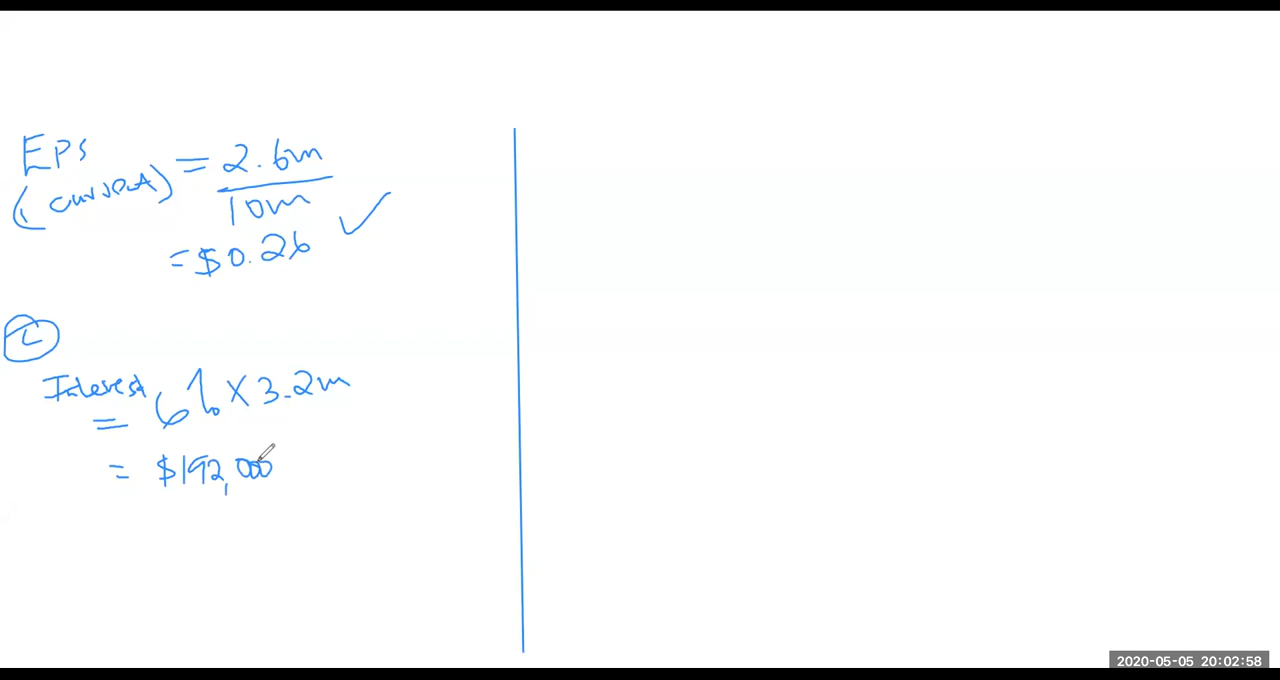 EPS = 2.6m
(current) 10m
= $0.26 ✓
2
Interest
= 6% × 3.2m
= $192,000
2020-05-05 20:02:58